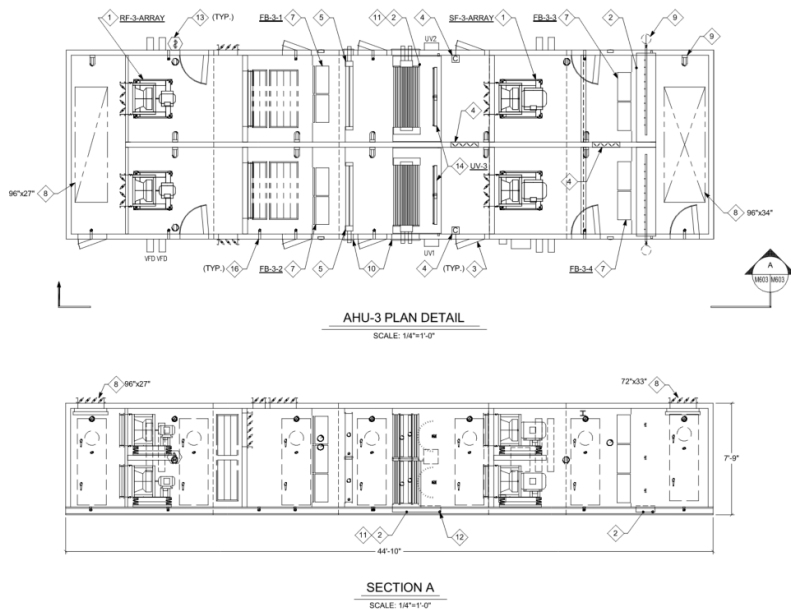 1 RF-3-ARRAY 13 (TYP.) FB-3-1 7 5 11 2 4 SF-3-ARRAY 1 FB-3-3 7 2 9
UV2 9
4
4
14 UV-3
96"x27" 8
8 96"x34"
VFD VFD
(TYP.) 16 FB-3-2 7 5 10 UV1 4 (TYP.) 3 FB-3-4 7
A
M603 M603
AHU-3 PLAN DETAIL
SCALE: 1/4"=1'-0"
8 96"x27"
72"x33" 8
7'-9"
11 2 12 2
44'-10"
SECTION A
SCALE: 1/4"=1'-0"